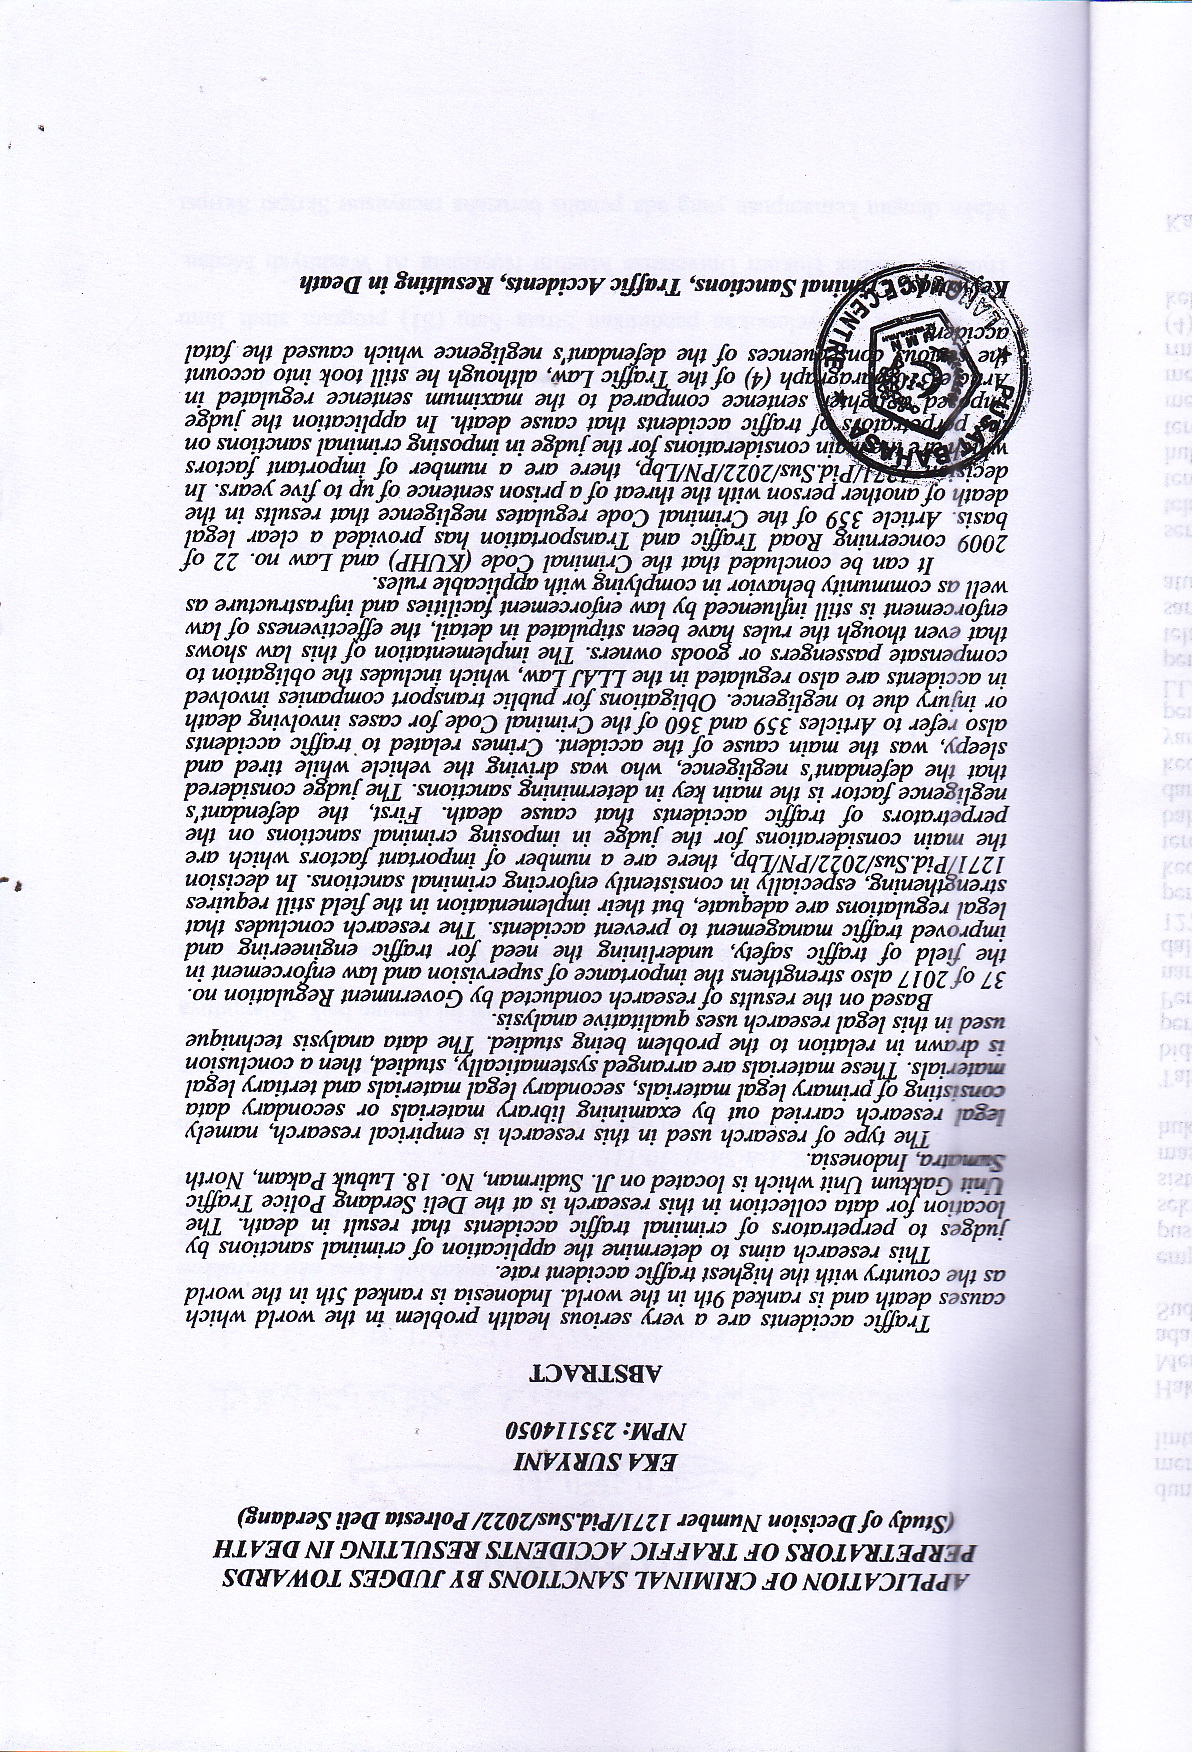 APPLICATION OF CRIMINAL SANCTIONS BY JUDGES TOWARDS
PERPETRATORS OF TRAFFIC ACCIDENTS RESULTING IN DEATH
(Study of Decision Number 1271/Pid.Sus/2022/ Polresta Deli Serdang)
EKA SURYANI
NPM: 235114050
ABSTRACT
Traffic accidents are a very serious health problem in the world which
causes death and is ranked 9th in the world. Indonesia is ranked 5th in the world
as the country with the highest traffic accident rate.
This research aims to determine the application of criminal sanctions by
judges to perpetrators of criminal traffic accidents that result in death. The
location for data collection in this research is at the Deli Serdang Police Traffic
Unit Gakkum Unit which is located on Jl. Sudirman, No. 18. Lubuk Pakam, North
Sumatra, Indonesia.
The type of research used in this research is empirical research, namely
legal research carried out by examining library materials or secondary data
consisting of primary legal materials, secondary legal materials and tertiary legal
materials. These materials are arranged systematically, studied, then a conclusion
is drawn in relation to the problem being studied. The data analysis technique
used in this legal research uses qualitative analysis.
Based on the results of research conducted by Government Regulation no.
37 of 2017 also strengthens the importance of supervision and law enforcement in
the field of traffic safety, underlining the need for traffic engineering and
improved traffic management to prevent accidents. The research concludes that
legal regulations are adequate, but their implementation in the field still requires
strengthening, especially in consistently enforcing criminal sanctions. In decision
1271/Pid.Sus/2022/PN/Lbp, there are a number of important factors which are
the main considerations for the judge in imposing criminal sanctions on the
perpetrators of traffic accidents that cause death. First, the defendant's
negligence factor is the main key in determining sanctions. The judge considered
that the defendant's negligence, who was driving the vehicle while tired and
sleepy, was the main cause of the accident. Crimes related to traffic accidents
also refer to Articles 359 and 360 of the Criminal Code for cases involving death
or injury due to negligence. Obligations for public transport companies involved
in accidents are also regulated in the LLAJ Law, which includes the obligation to
compensate passengers or goods owners. The implementation of this law shows
that even though the rules have been stipulated in detail, the effectiveness of law
enforcement is still influenced by law enforcement facilities and infrastructure as
well as community behavior in complying with applicable rules.
It can be concluded that the Criminal Code (KUHP) and Law no. 22 of
2009 concerning Road Traffic and Transportation has provided a clear legal
basis. Article 359 of the Criminal Code regulates negligence that results in the
death of another person with the threat of a prison sentence of up to five years. In
decision 1271/Pid.Sus/2022/PN/Lbp, there are a number of important factors
which are the main considerations for the judge in imposing criminal sanctions on
the perpetrators of traffic accidents that cause death. In application the judge
imposed a lighter sentence compared to the maximum sentence regulated in
Article 310 paragraph (4) of the Traffic Law, although he still took into account
the serious consequences of the defendant's negligence which caused the fatal
accident.
Keywords: Criminal Sanctions, Traffic Accidents, Resulting in Death
PUSAT BAHASA
LANGUAGE CENTRE
UMN